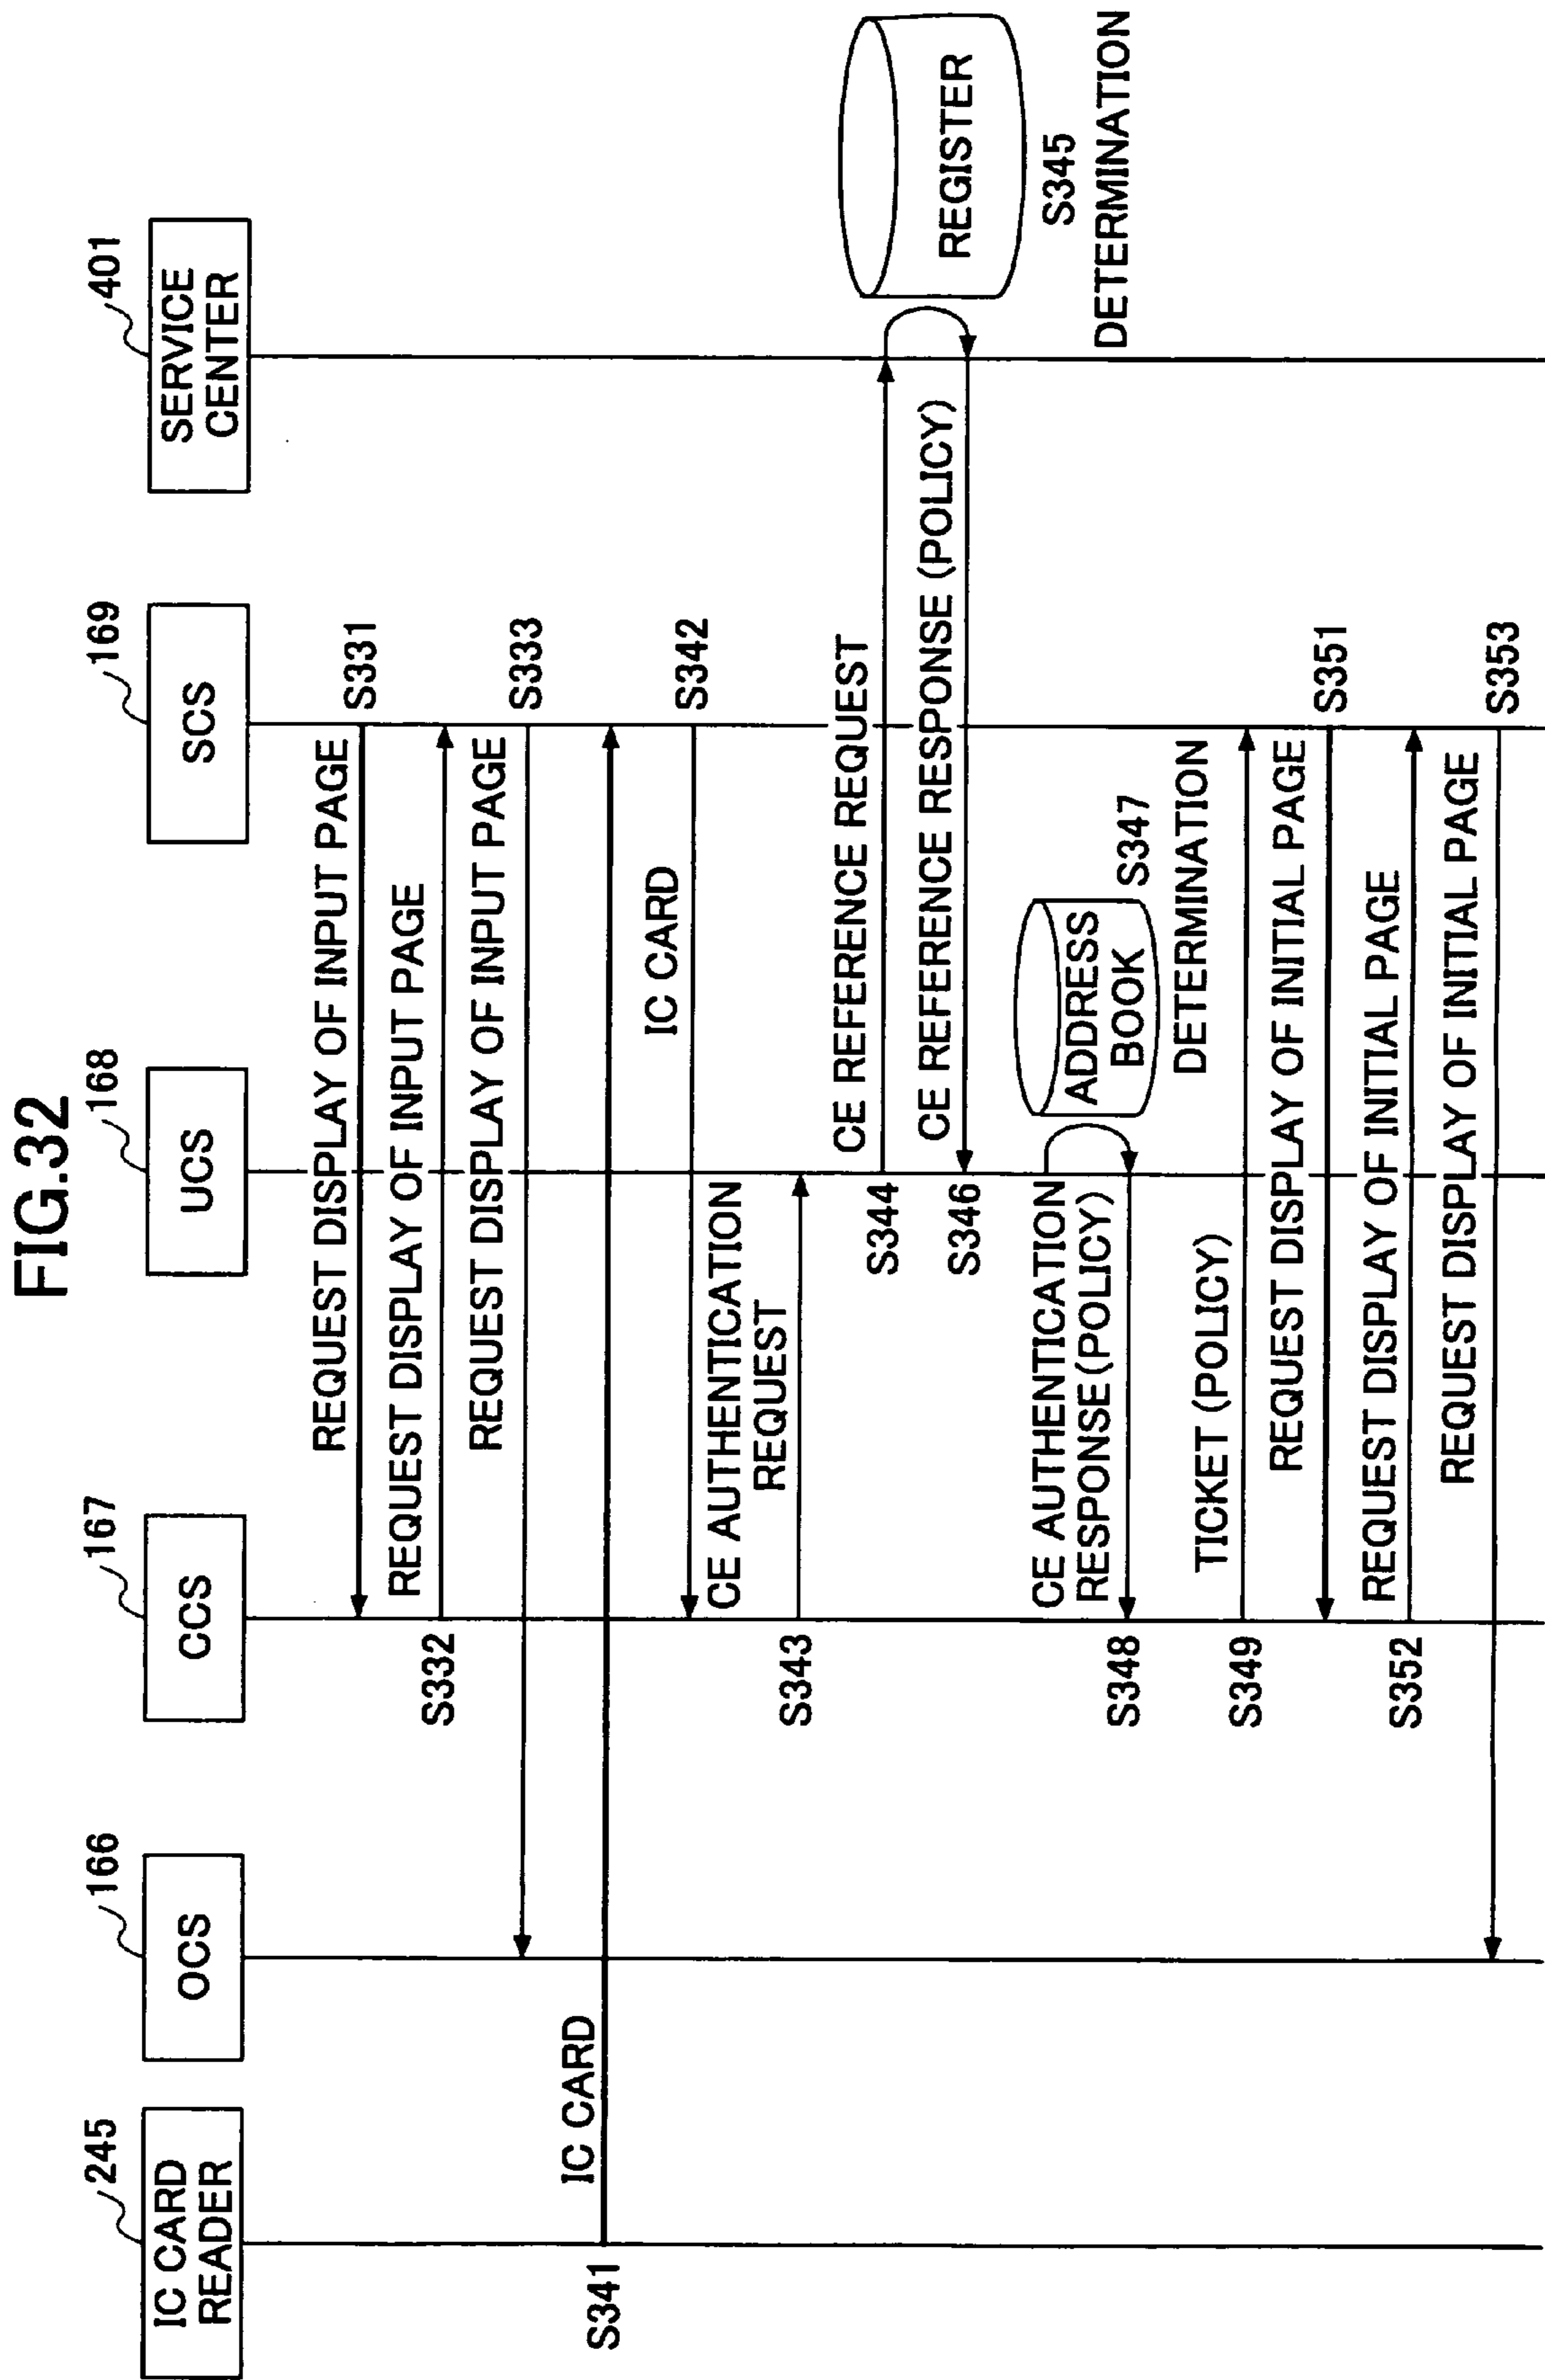 FIG.32
245
IC CARD
READER
166
OCS
167
CCS
168
UCS
169
SCS
401
SERVICE
CENTER
REQUEST DISPLAY OF INPUT PAGE
S331
S332
REQUEST DISPLAY OF INPUT PAGE
REQUEST DISPLAY OF INPUT PAGE
S333
S341
IC CARD
IC CARD
S342
S343
CE AUTHENTICATION
REQUEST
S344
CE REFERENCE REQUEST
REGISTER
S345
DETERMINATION
S346
CE REFERENCE RESPONSE (POLICY)
ADDRESS
BOOK
S347
DETERMINATION
S348
CE AUTHENTICATION
RESPONSE(POLICY)
S349
TICKET (POLICY)
REQUEST DISPLAY OF INITIAL PAGE
S351
S352
REQUEST DISPLAY OF INITIAL PAGE
REQUEST DISPLAY OF INITIAL PAGE
S353